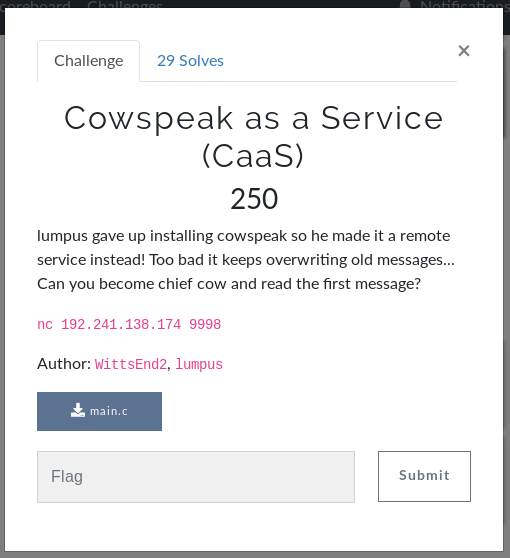 coreboard Challenges Notifications
Challenge 29 Solves ×
Cowspeak as a Service
(CaaS)
250
lumpus gave up installing cowspeak so he made it a remote
service instead! Too bad it keeps overwriting old messages...
Can you become chief cow and read the first message?
nc 192.241.138.174 9998
Author: WittsEnd2, lumpus
main.c
Flag Submit